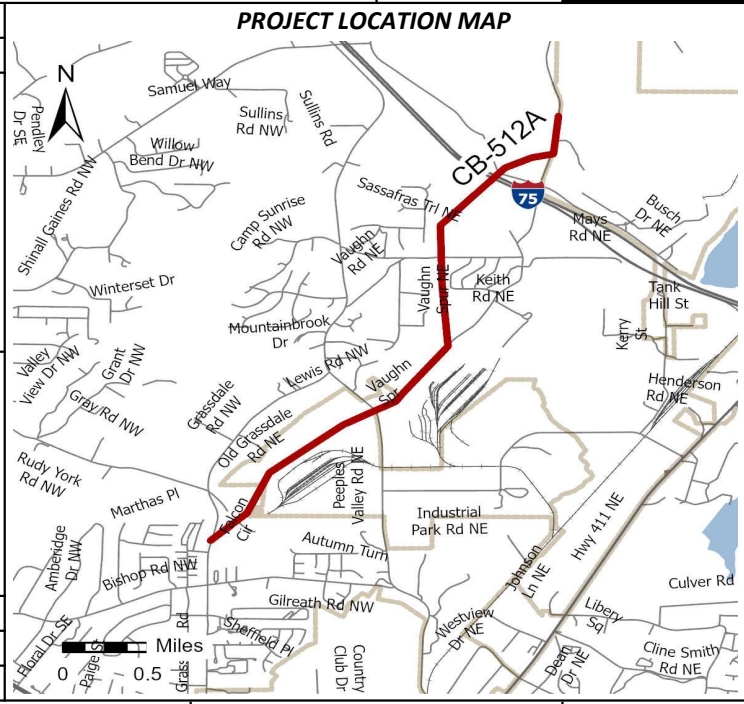 PROJECT LOCATION MAP
N
Samuel Way
Pendley
Dr SE
Sullins
Rd NW
Sullins Rd
Willow
Bend Dr NW
CB-512A
75
Shinall Gaines Rd NW
Sassafras Trl NE
Camp Sunrise
Rd NW
Vaughn
Rd NE
Mays
Rd NE
Busch
Dr NE
Winterset Dr
Vaughn
Spur NE
Keith
Rd NE
Tank
Hill St
Kerry
St
Mountainbrook
Dr
Valley
View Dr NW
Grant
Dr NW
Gray Rd NW
Lewis Rd NW
Vaughn
Spr
Henderson
Rd NE
Grassdale
Rd NW
Old Grassdale
Rd NE
Rudy York
Rd NW
Peeples
Valley Rd NE
Marthas Pl
Falcon
Cir
Industrial
Park Rd NE
Hwy 411 NE
Amberidge
Dr NW
Autumn Turn
Bishop Rd NW
Johnson
Ln NE
Culver Rd
Gilreath Rd NW
Libery
Sq
Floral Dr SE
Paige St
Grass
Rd
Sheffield Pl
Country
Club Dr
Westview
Dr NE
Dean
Dr NE
Cline Smith
Rd NE
Miles
0 0.5